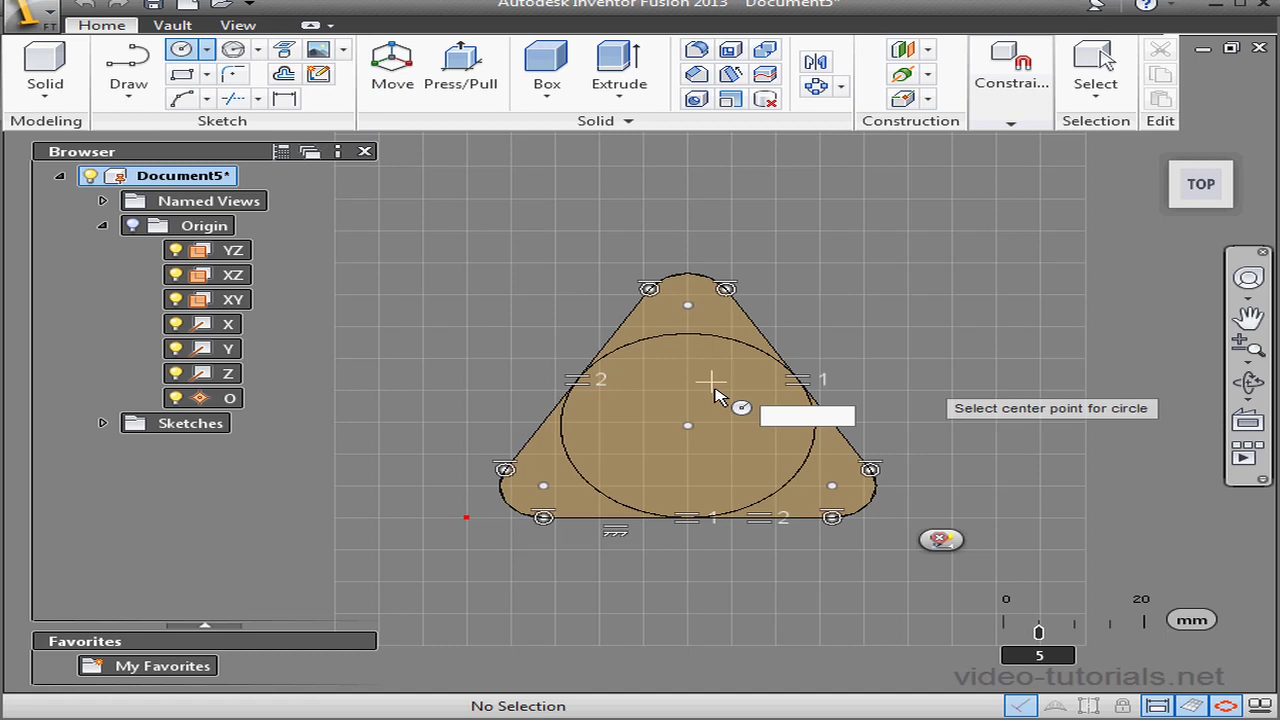 Autodesk Inventor Fusion 2013 Document5*
FT
Home Vault View
Solid Draw Move Press/Pull Box Extrude Constrai... Select
Modeling Sketch Solid Construction Selection Edit
Browser
Document5*
Named Views
Origin
YZ
XZ
XY
X
Y
Z
O
Sketches
TOP
2 1
Select center point for circle
1 2
0 20
mm
5
Favorites
My Favorites
video-tutorials.net
No Selection